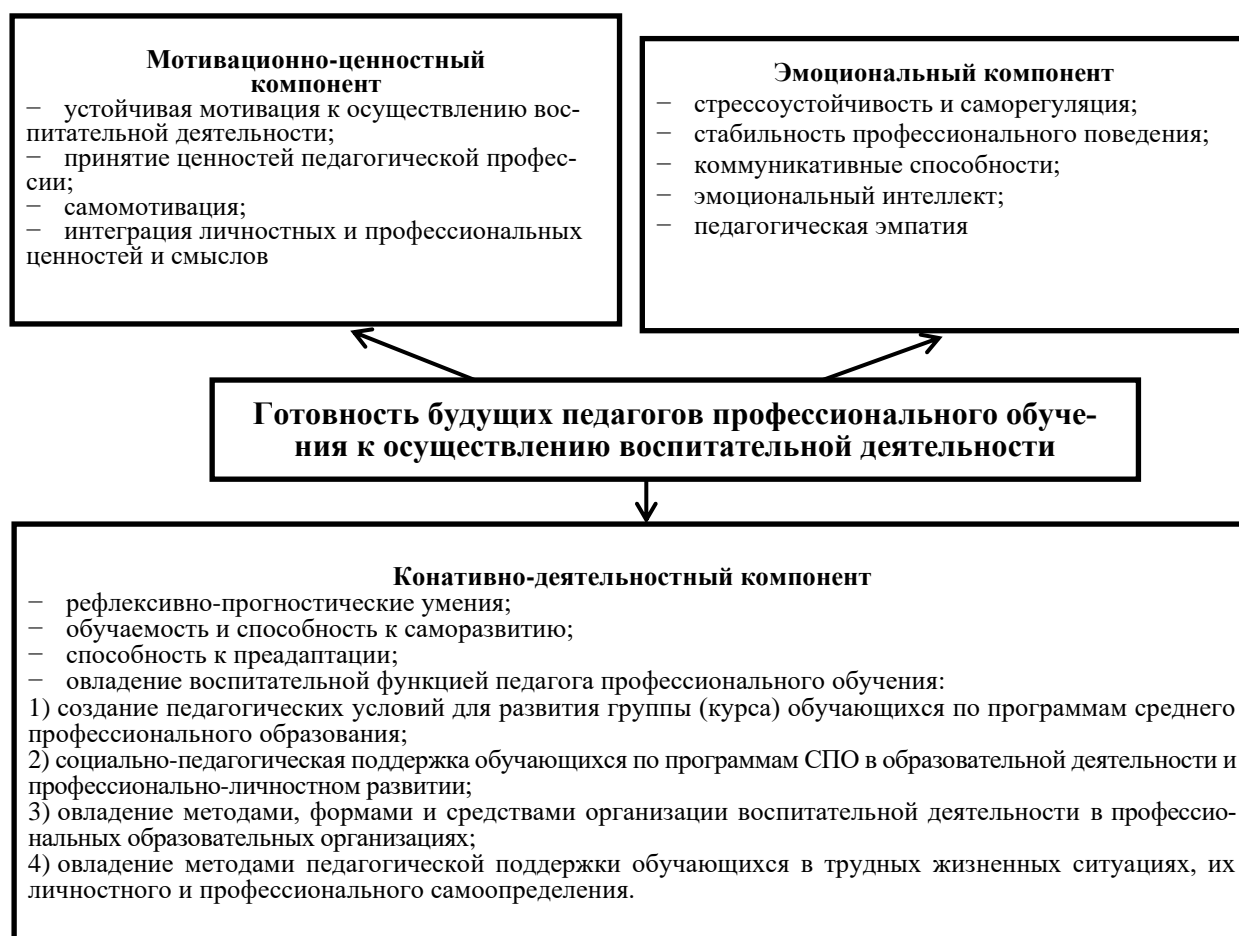 Мотивационно-ценностный
компонент
− устойчивая мотивация к осуществлению вос-
питательной деятельности;
− принятие ценностей педагогической профес-
сии;
− самомотивация;
− интеграция личностных и профессиональных
ценностей и смыслов
Эмоциональный компонент
− стрессоустойчивость и саморегуляция;
− стабильность профессионального поведения;
− коммуникативные способности;
− эмоциональный интеллект;
− педагогическая эмпатия
Готовность будущих педагогов профессионального обуче-
ния к осуществлению воспитательной деятельности
Конативно-деятельностный компонент
− рефлексивно-прогностические умения;
− обучаемость и способность к саморазвитию;
− способность к преадаптации;
− овладение воспитательной функцией педагога профессионального обучения:
1) создание педагогических условий для развития группы (курса) обучающихся по программам среднего
профессионального образования;
2) социально-педагогическая поддержка обучающихся по программам СПО в образовательной деятельности и
профессионально-личностном развитии;
3) овладение методами, формами и средствами организации воспитательной деятельности в профессио-
нальных образовательных организациях;
4) овладение методами педагогической поддержки обучающихся в трудных жизненных ситуациях, их
личностного и профессионального самоопределения.